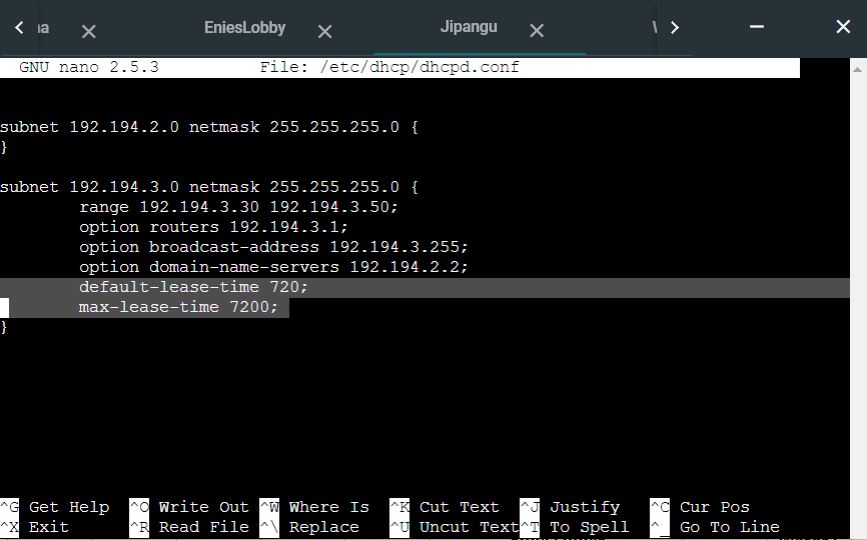 na EniesLobby Jipangu
GNU nano 2.5.3 File: /etc/dhcp/dhcpd.conf
subnet 192.194.2.0 netmask 255.255.255.0 {
}
subnet 192.194.3.0 netmask 255.255.255.0 {
range 192.194.3.30 192.194.3.50;
option routers 192.194.3.1;
option broadcast-address 192.194.3.255;
option domain-name-servers 192.194.2.2;
default-lease-time 720;
max-lease-time 7200;
}
^G Get Help ^O Write Out ^W Where Is ^K Cut Text ^J Justify ^C Cur Pos
^X Exit ^R Read File ^\ Replace ^U Uncut Text^T To Spell ^_ Go To Line